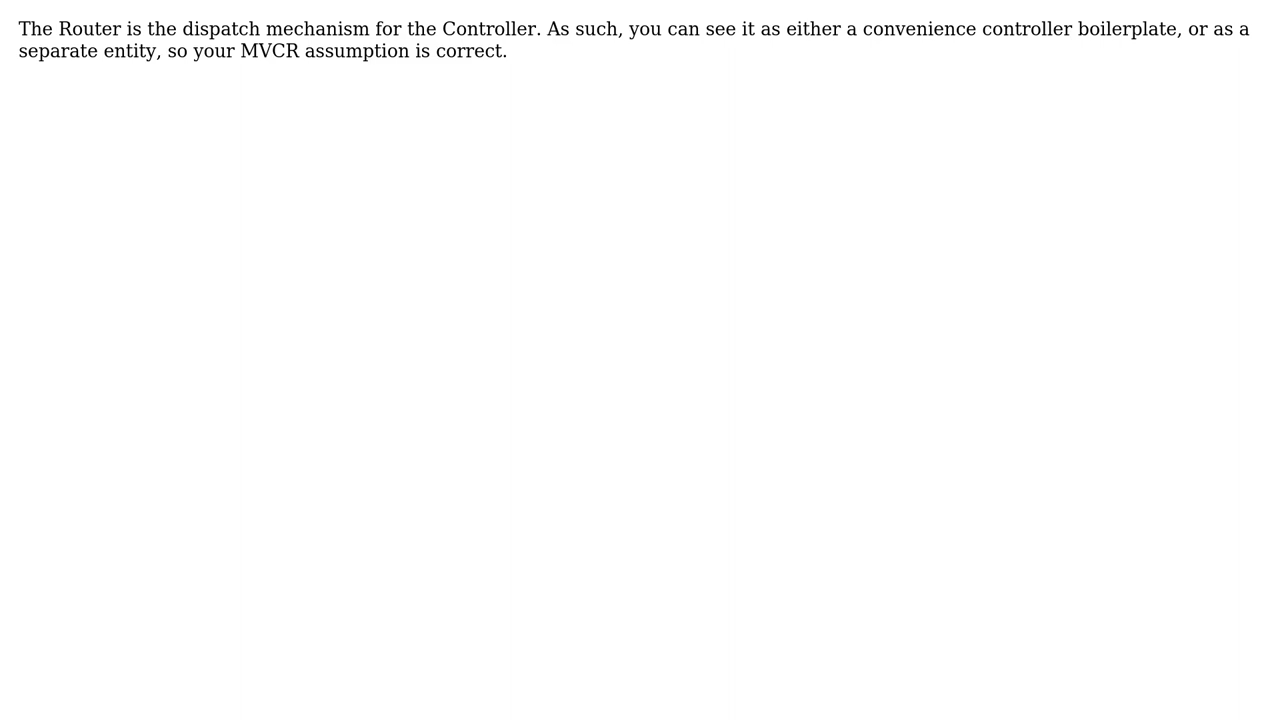 The Router is the dispatch mechanism for the Controller. As such, you can see it as either a convenience controller boilerplate, or as a
separate entity, so your MVCR assumption is correct.